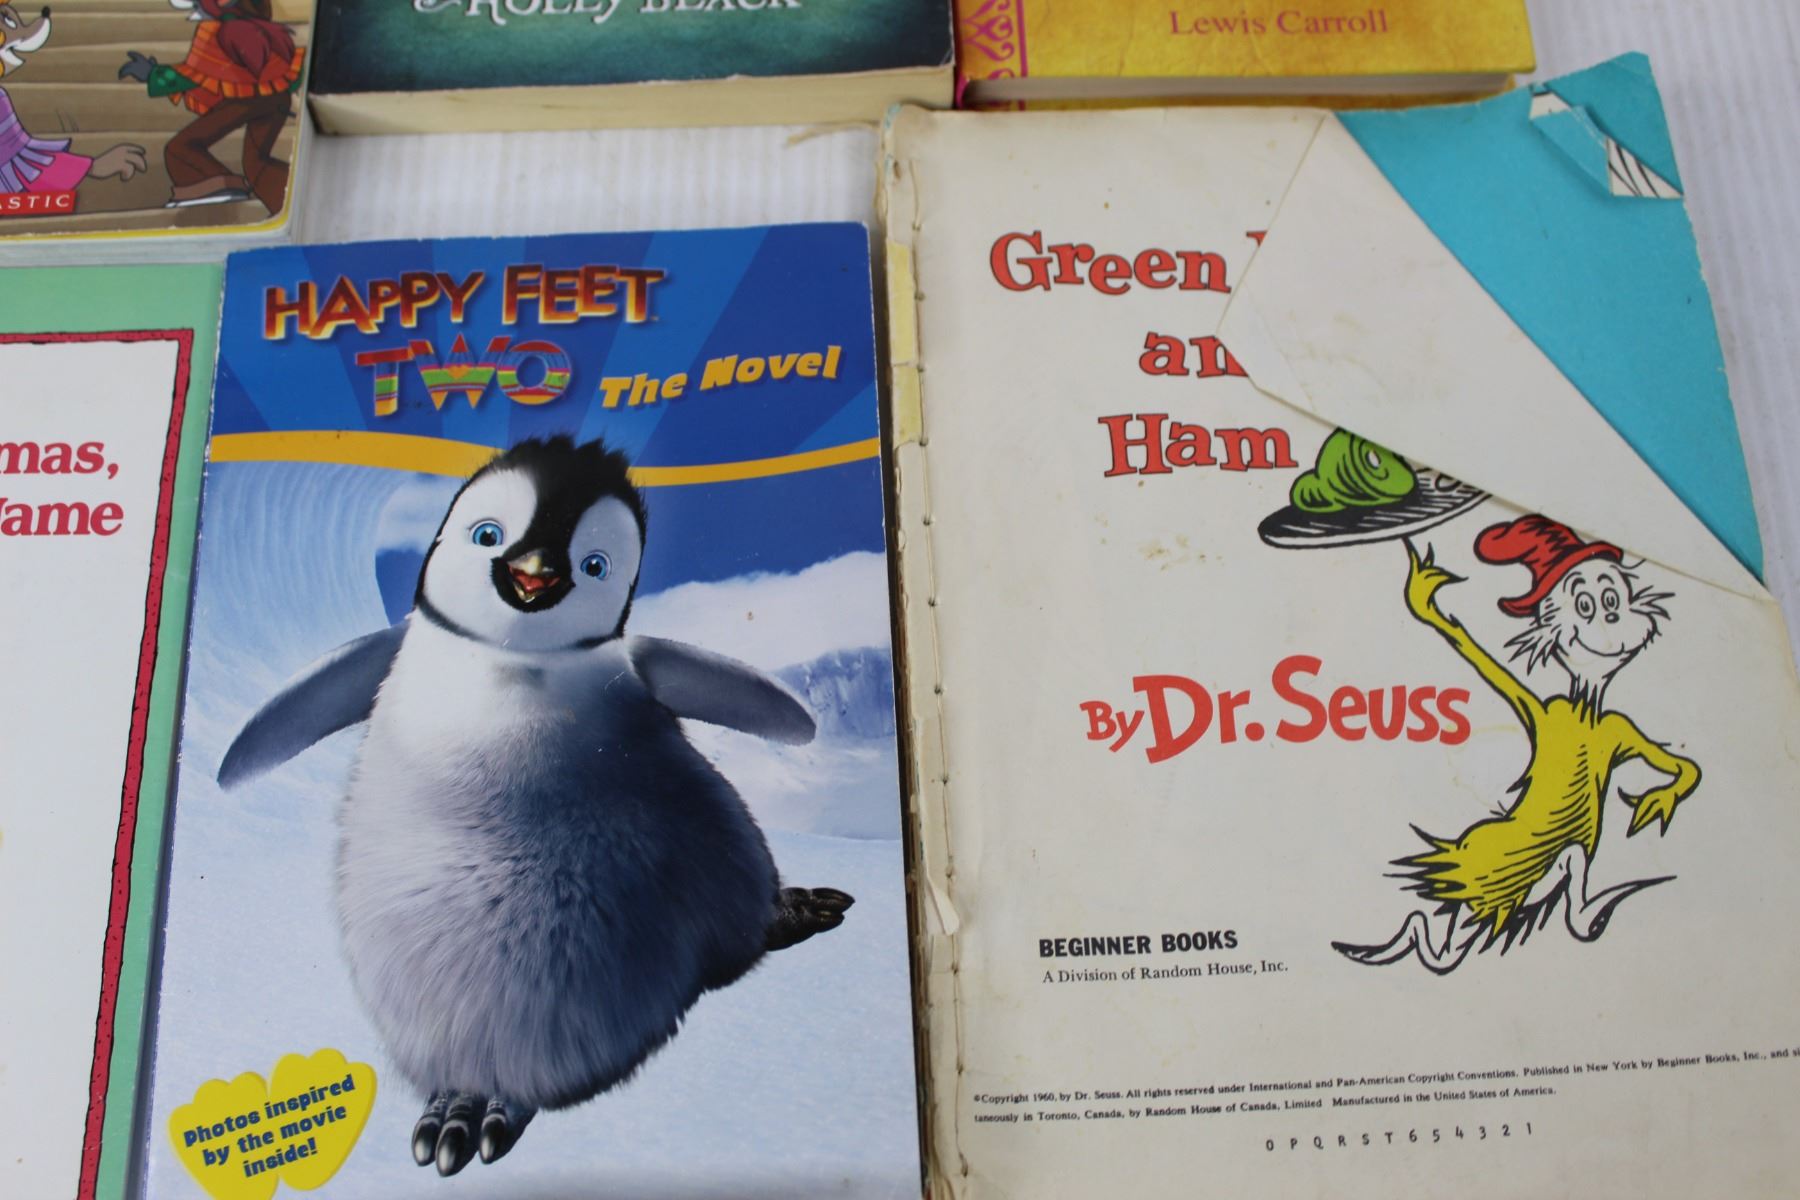 & HOLLY BLACK
Lewis Carroll
ASTIC
mas,
Name
HAPPY FEET
TWO The Novel
Photos inspired
by the movie
inside!
Green
an
Ham
By Dr. Seuss
BEGINNER BOOKS
A Division of Random House, Inc.
©Copyright 1960, by Dr. Seuss. All rights reserved under International and Pan-American Copyright Conventions. Published in New York by Beginner Books, Inc., and si
taneously in Toronto, Canada, by Random House of Canada, Limited Manufactured in the United States of America.
O P Q R S T 6 5 4 3 2 1